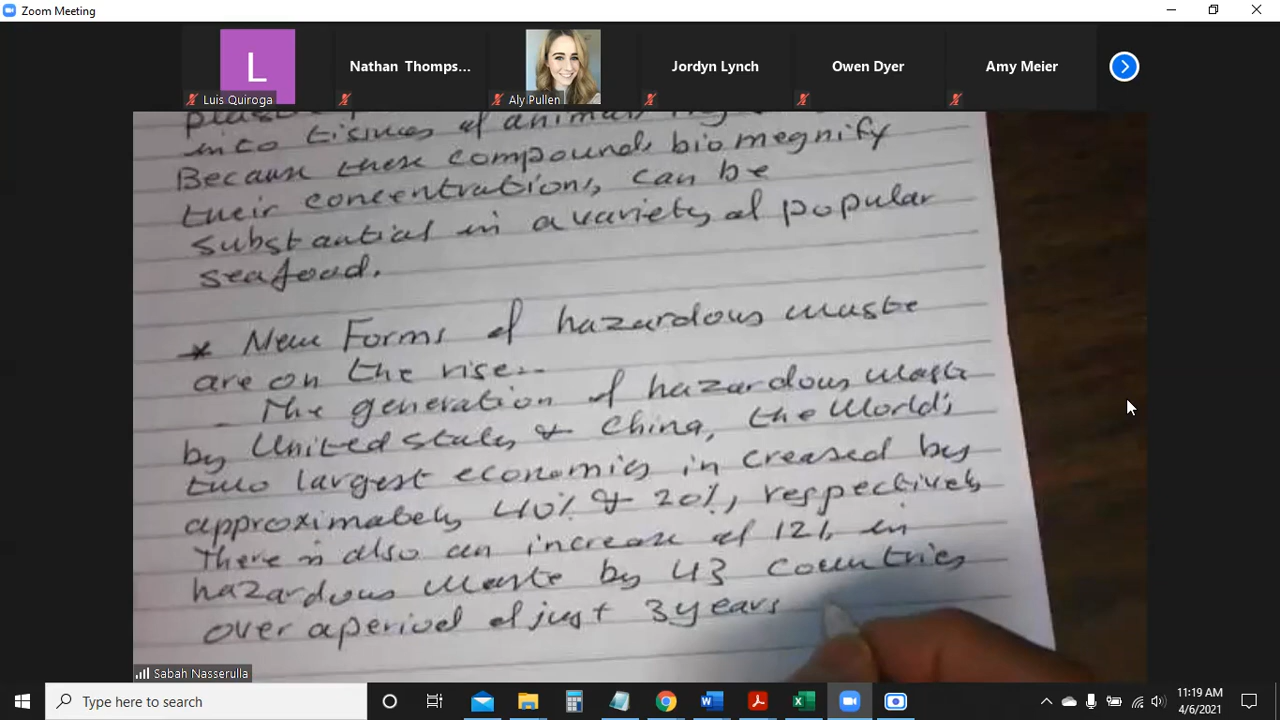 Zoom Meeting
L
Luis Quiroga
Nathan Thomps...
Aly Pullen
Jordyn Lynch
Owen Dyer
Amy Meier
into tissues of animals
Because these compounds biomegnify
their concentrations, can be
substantial in a variety of popular
seafood.
* New Forms of hazardous waste
are on the rise...
- The generation of hazardous waste
by United states & China, the World's
two largest economies increased by
approximately 40% & 20%, respectively
There is also an increase of 12% in
hazardous waste by 43 countries
over a period of just 3 years
Sabah Nasserulla
Type here to search
11:19 AM
4/6/2021